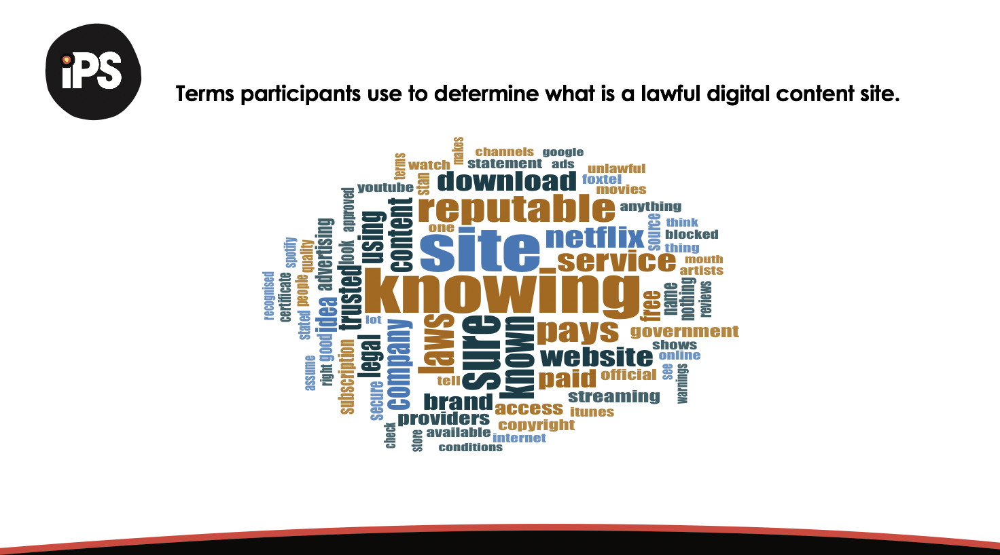 iPS
Terms participants use to determine what is a lawful digital content site.
makes
channels
google
terms
watch
statement
ads
unlawful
stan
download
foxtel
movies
youtube
approved
content
reputable
anything
using
one
source
think
site
netflix
blocked
thing
advertising
look
spotify
quality
service
mouth
artists
recognised
certificate
people
trusted
knowing
free
name
nothing
reviews
stated
idea
lot
laws
sure
known
pays
government
good
legal
company
website
shows
online
assume
right
subscription
tell
paid
official
see
warnings
secure
brand
access
streaming
itunes
providers
copyright
check
store
available
internet
conditions